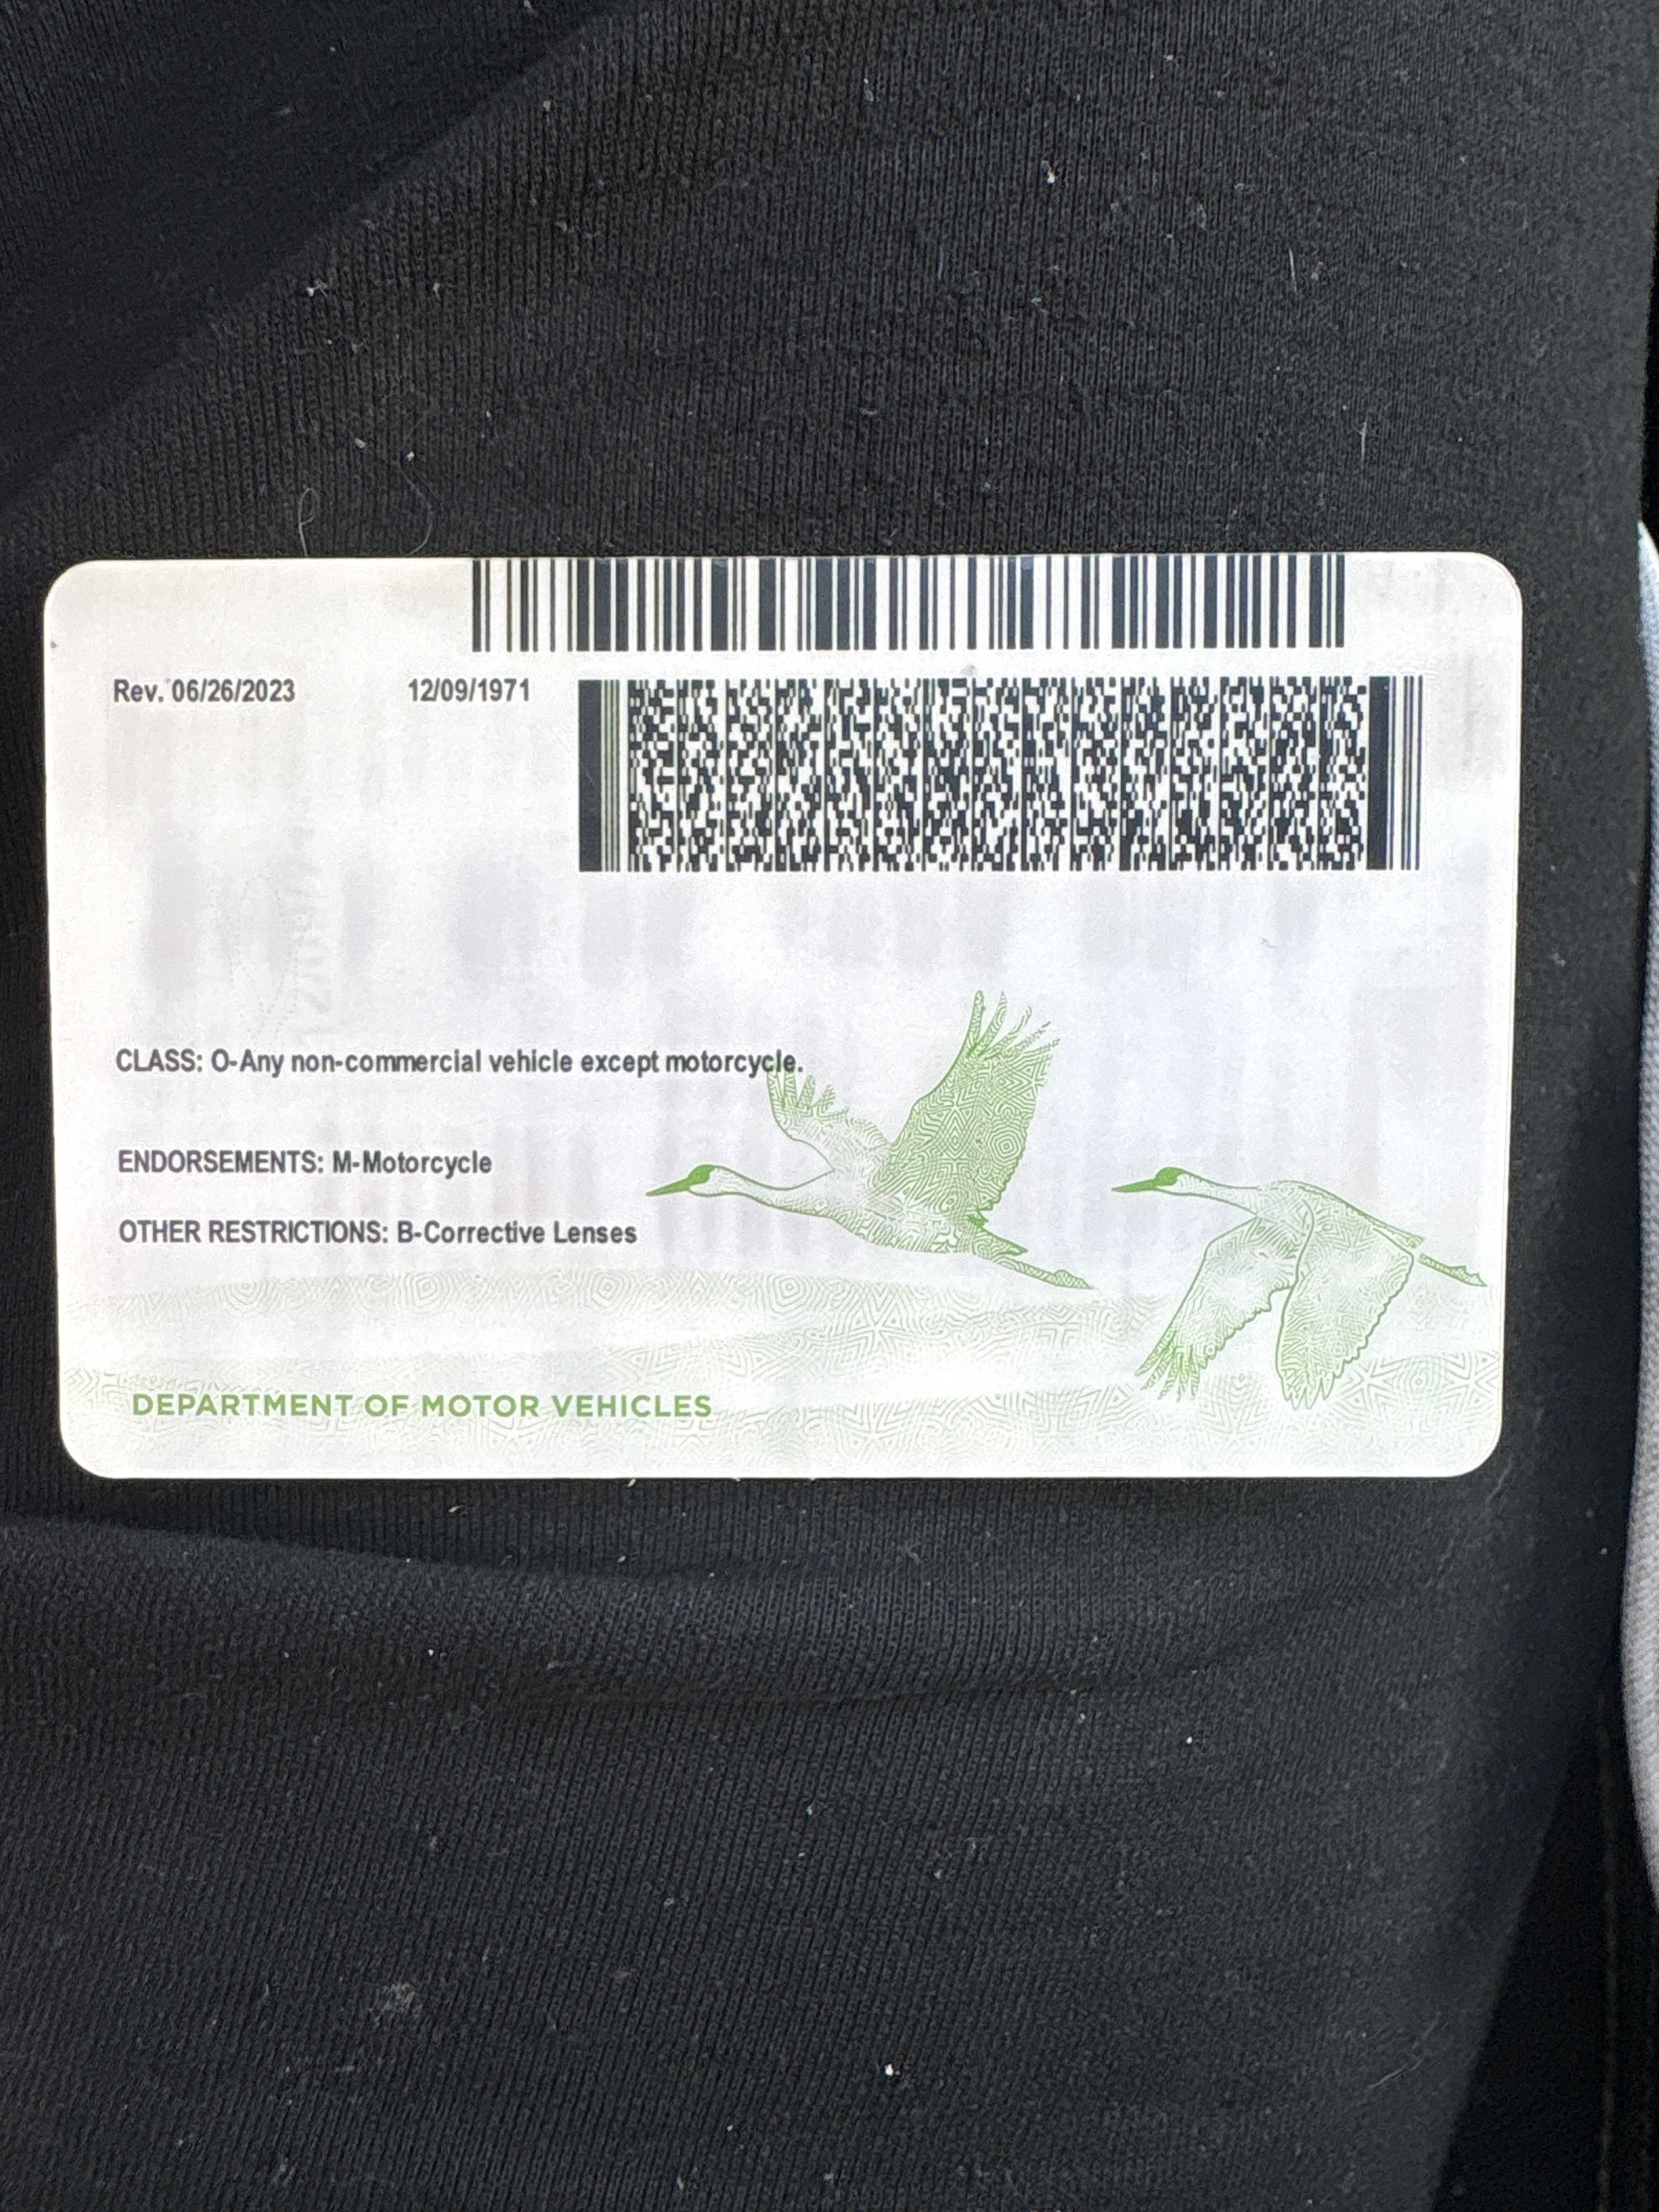 Rev. 06/26/2023 12/09/1971
CLASS: O-Any non-commercial vehicle except motorcycle.
ENDORSEMENTS: M-Motorcycle
OTHER RESTRICTIONS: B-Corrective Lenses
DEPARTMENT OF MOTOR VEHICLES